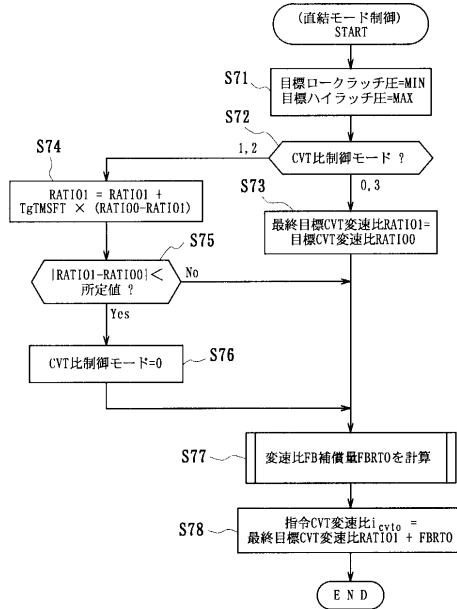 (直結モード制御)
START
S71
目標ロークラッチ圧=MIN
目標ハイラッチ圧=MAX
S72
CVT比制御モード ?
1,2
0,3
S74
RATIO1 = RATIO1 +
TgTMSFT × (RATIO0-RATIO1)
S73
最終目標CVT変速比RATIO1=
目標CVT変速比RATIO0
S75
|RATIO1-RATIO0|<
所定値 ?
No
Yes
S76
CVT比制御モード=0
S77
変速比FB補償量FBRTOを計算
S78
指令CVT変速比icvto =
最終目標CVT変速比RATIO1 + FBRTO
E N D